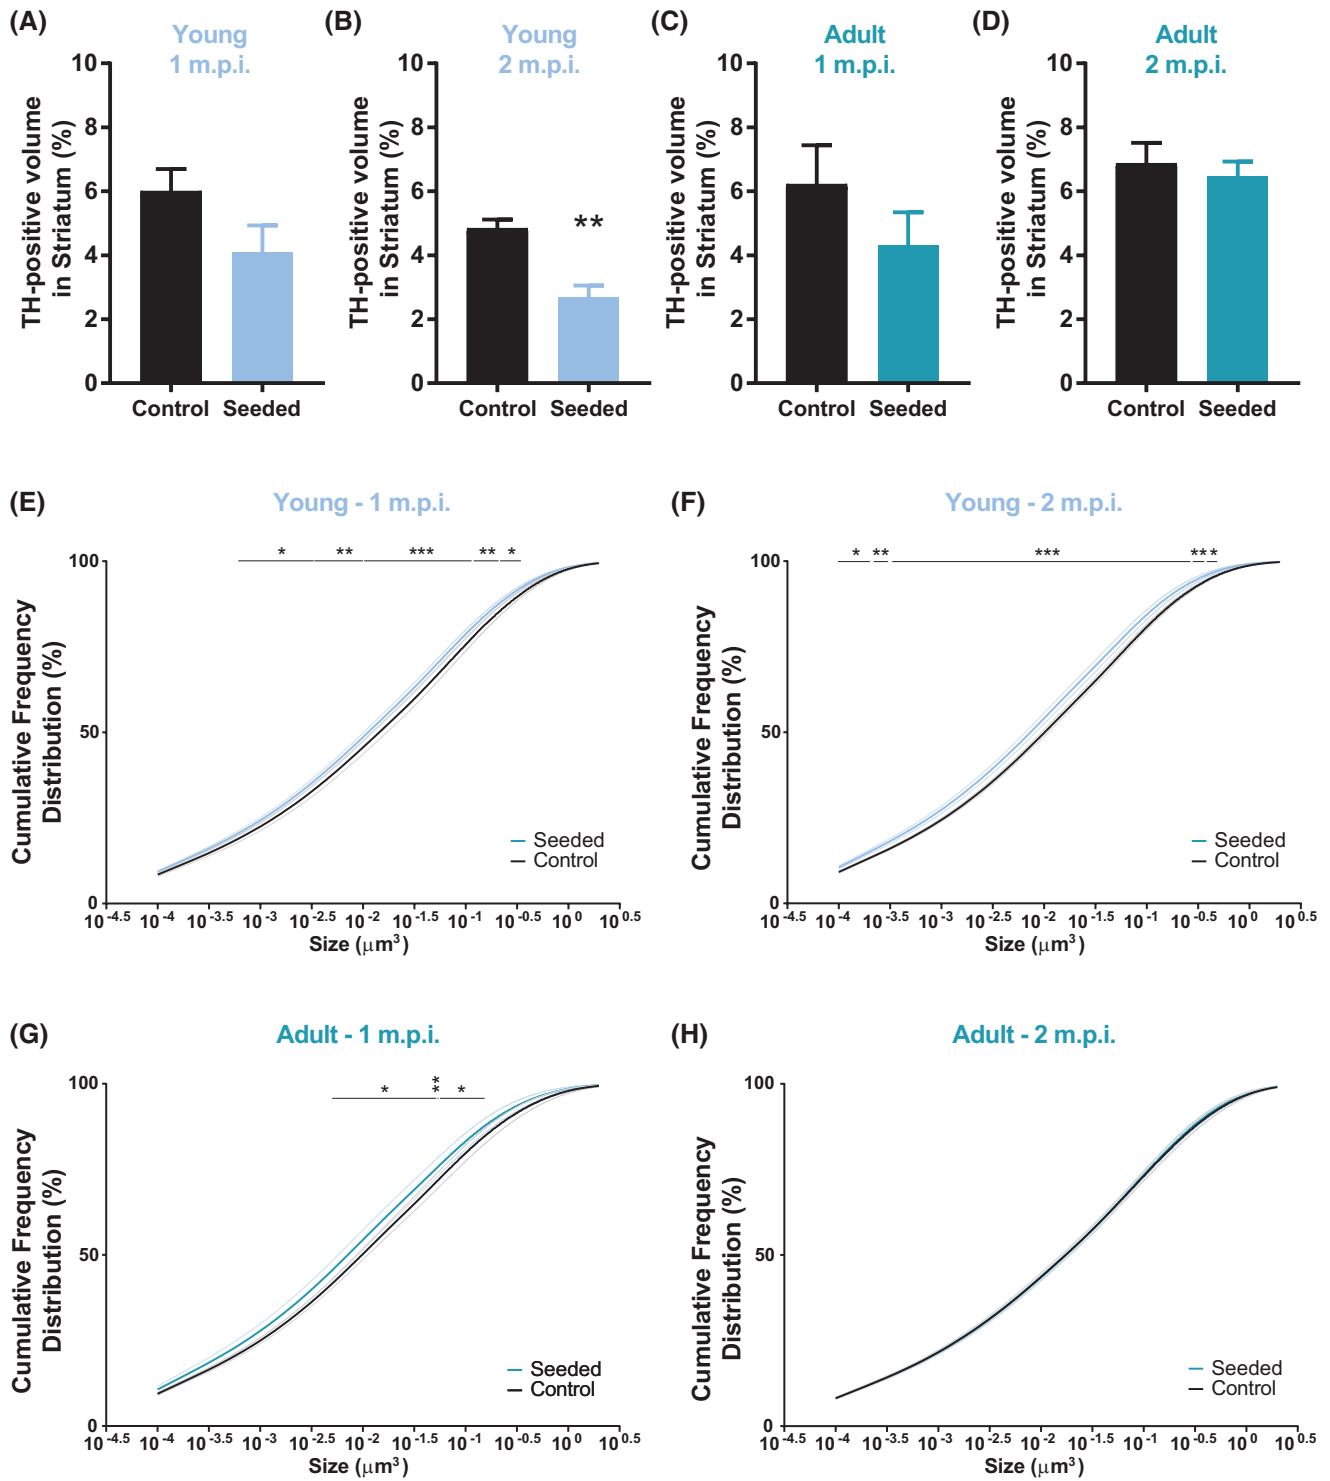 (A)
Young
1 m.p.i.
TH-positive volume
in Striatum (%)
10
8
6
4
2
0
Control Seeded
(B)
Young
2 m.p.i.
TH-positive volume
in Striatum (%)
10
8
6
4
2
0
**
Control Seeded
(C)
Adult
1 m.p.i.
TH-positive volume
in Striatum (%)
10
8
6
4
2
0
Control Seeded
(D)
Adult
2 m.p.i.
TH-positive volume
in Striatum (%)
10
8
6
4
2
0
Control Seeded
(E)
Young - 1 m.p.i.
* ** *** ** *
Cumulative Frequency
Distribution (%)
100
50
0
Seeded
Control
10^-4.5 10^-4 10^-3.5 10^-3 10^-2.5 10^-2 10^-1.5 10^-1 10^-0.5 10^0 10^0.5
Size (μm³)
(F)
Young - 2 m.p.i.
* ** *** ** *
Cumulative Frequency
Distribution (%)
100
50
0
Seeded
Control
10^-4.5 10^-4 10^-3.5 10^-3 10^-2.5 10^-2 10^-1.5 10^-1 10^-0.5 10^0 10^0.5
Size (μm³)
(G)
Adult - 1 m.p.i.
* ** *
Cumulative Frequency
Distribution (%)
100
50
0
Seeded
Control
10^-4.5 10^-4 10^-3.5 10^-3 10^-2.5 10^-2 10^-1.5 10^-1 10^-0.5 10^0 10^0.5
Size (μm³)
(H)
Adult - 2 m.p.i.
Cumulative Frequency
Distribution (%)
100
50
0
Seeded
Control
10^-4.5 10^-4 10^-3.5 10^-3 10^-2.5 10^-2 10^-1.5 10^-1 10^-0.5 10^0 10^0.5
Size (μm³)